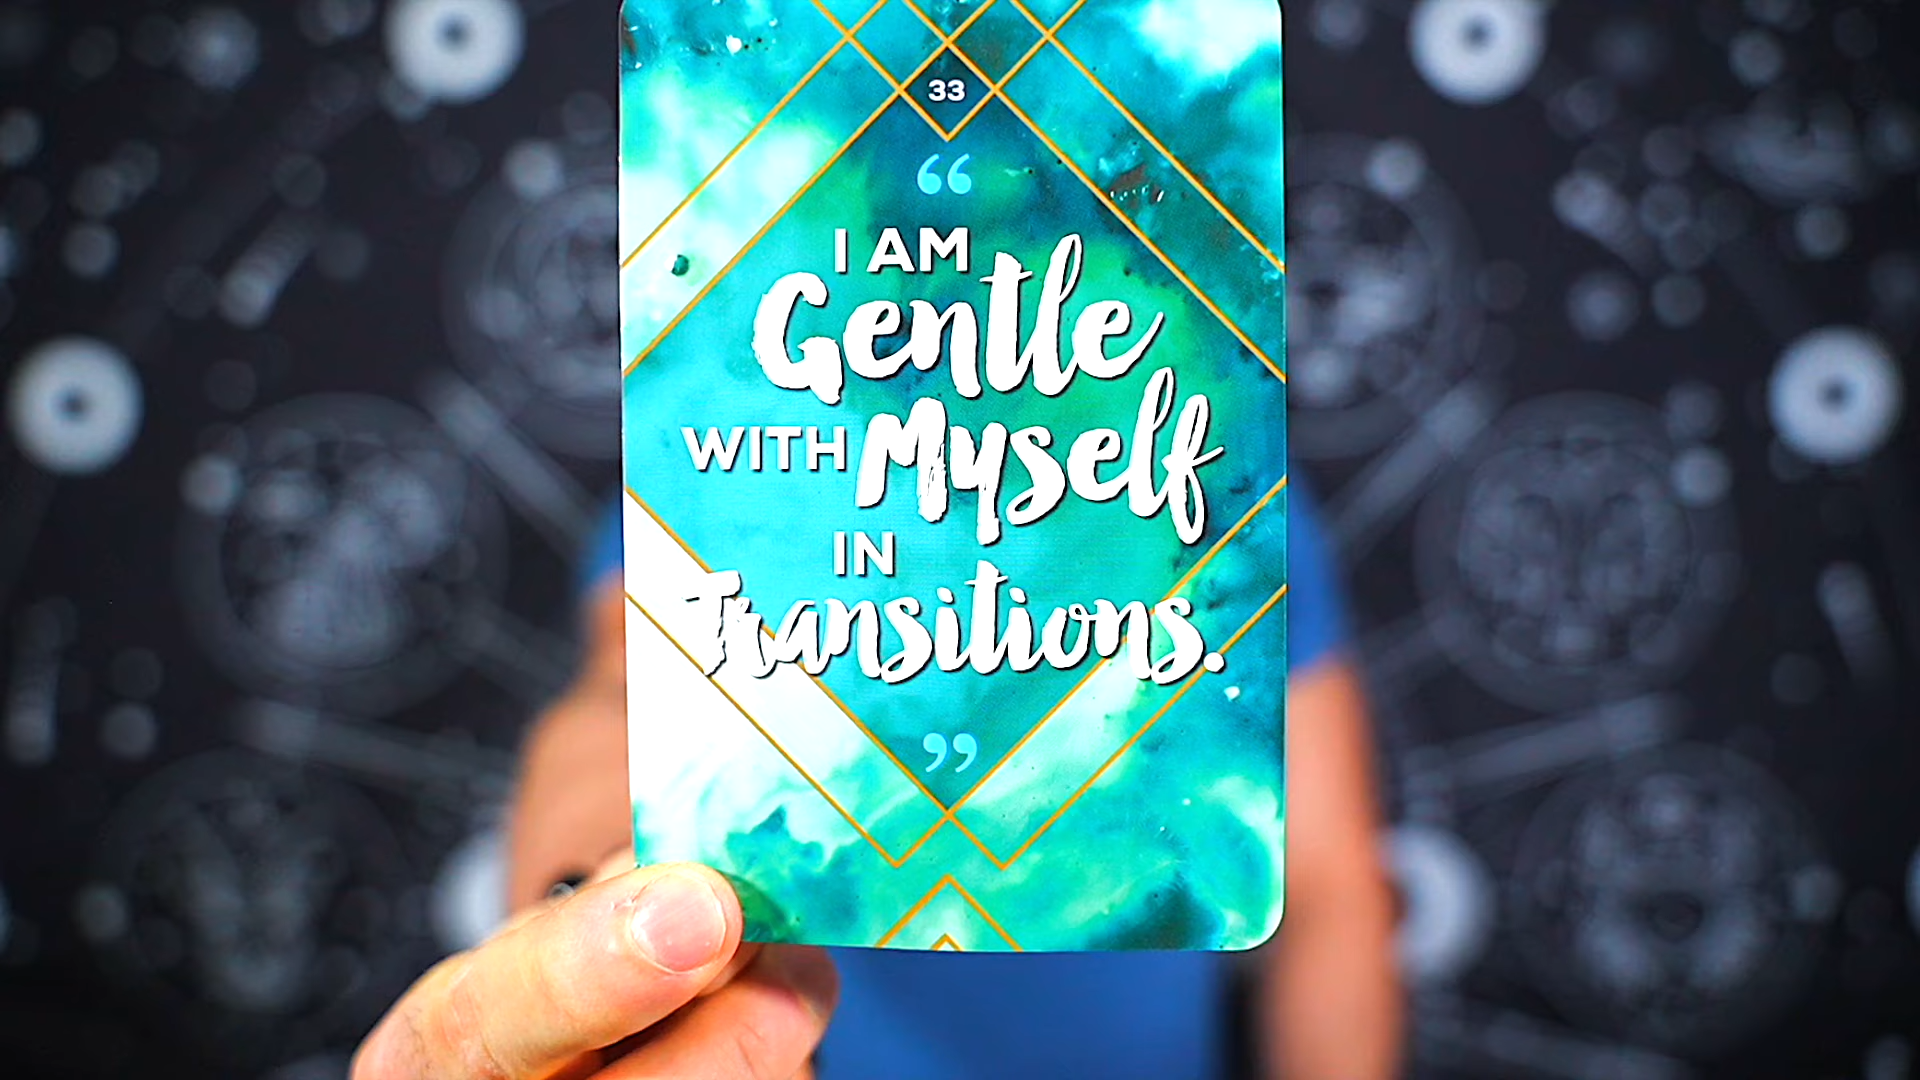 33
“
I AM
Gentle
WITH Myself
IN
Transitions.
”